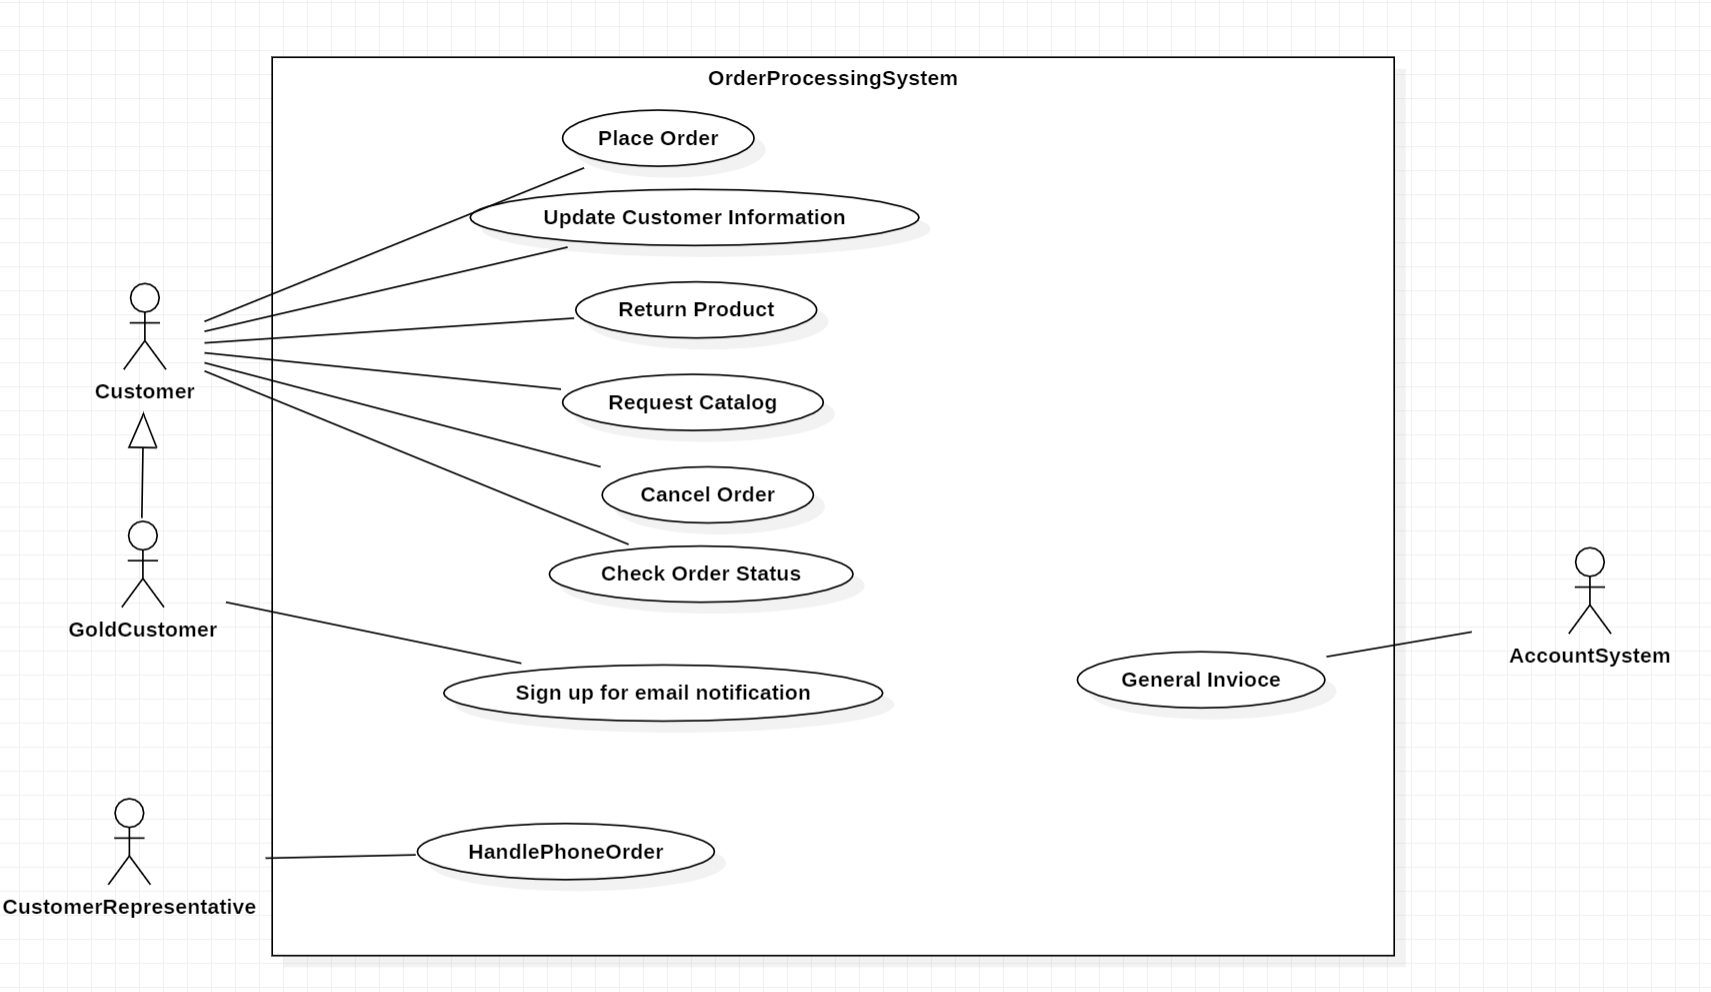 OrderProcessingSystem
Place Order
Update Customer Information
Return Product
Customer
Request Catalog
Cancel Order
Check Order Status
GoldCustomer
AccountSystem
General Invioce
Sign up for email notification
HandlePhoneOrder
CustomerRepresentative